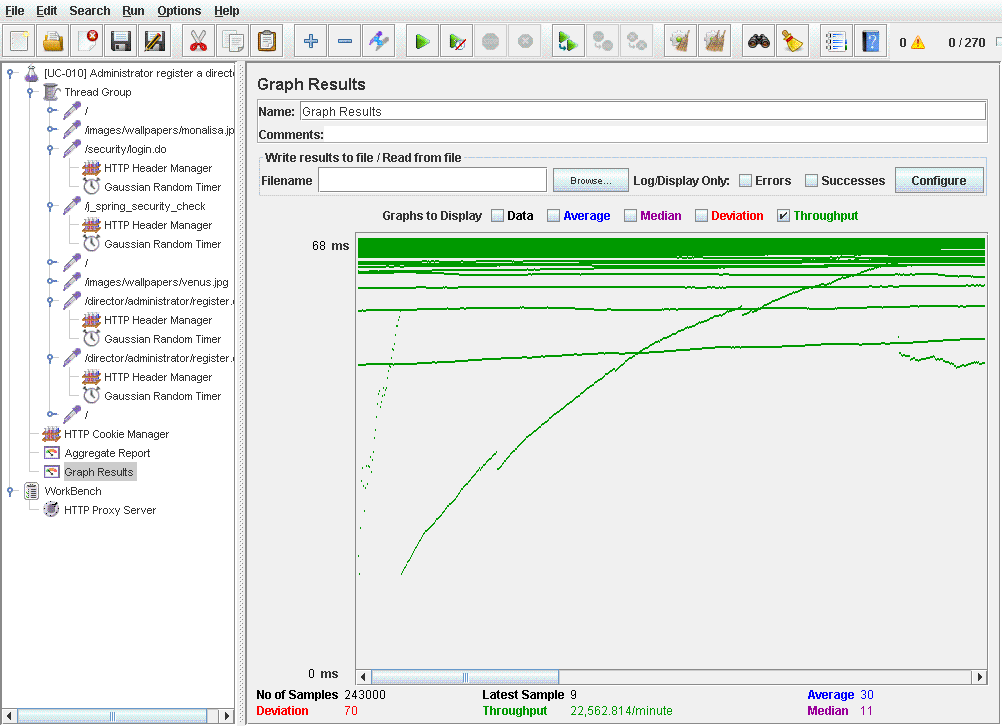 File Edit Search Run Options Help
0 0 / 270
[UC-010] Administrator register a directo
Thread Group
/
/images/wallpapers/monalisa.jp
/security/login.do
HTTP Header Manager
Gaussian Random Timer
/j_spring_security_check
HTTP Header Manager
Gaussian Random Timer
/
/images/wallpapers/venus.jpg
/director/administrator/register.
HTTP Header Manager
Gaussian Random Timer
/director/administrator/register.
HTTP Header Manager
Gaussian Random Timer
/
HTTP Cookie Manager
Aggregate Report
Graph Results
WorkBench
HTTP Proxy Server
Graph Results
Name: Graph Results
Comments:
Write results to file / Read from file
Filename Browse... Log/Display Only: Errors Successes Configure
Graphs to Display Data Average Median Deviation Throughput
68 ms
0 ms
No of Samples 243000 Latest Sample 9 Average 30
Deviation 70 Throughput 22,562.814/minute Median 11